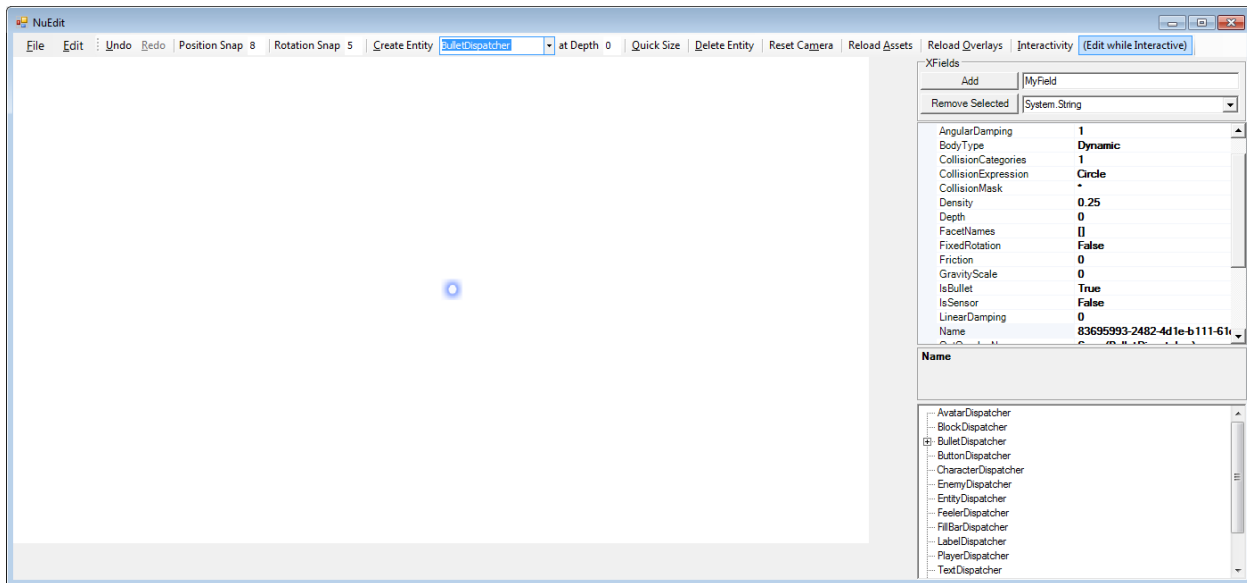 NuEdit
File Edit Undo Redo Position Snap 8 Rotation Snap 5 Create Entity BulletDispatcher at Depth 0 Quick Size Delete Entity Reset Camera Reload Assets Reload Overlays Interactivity (Edit while Interactive)
XFields
Add MyField
Remove Selected System.String
AngularDamping 1
BodyType Dynamic
CollisionCategories 1
CollisionExpression Circle
CollisionMask *
Density 0.25
Depth 0
FacetNames []
FixedRotation False
Friction 0
GravityScale 0
IsBullet True
IsSensor False
LinearDamping 0
Name 83695993-2482-4d1e-b111-61
Name
AvatarDispatcher
BlockDispatcher
BulletDispatcher
ButtonDispatcher
CharacterDispatcher
EnemyDispatcher
EntityDispatcher
FeelerDispatcher
FillBarDispatcher
LabelDispatcher
PlayerDispatcher
TextDispatcher